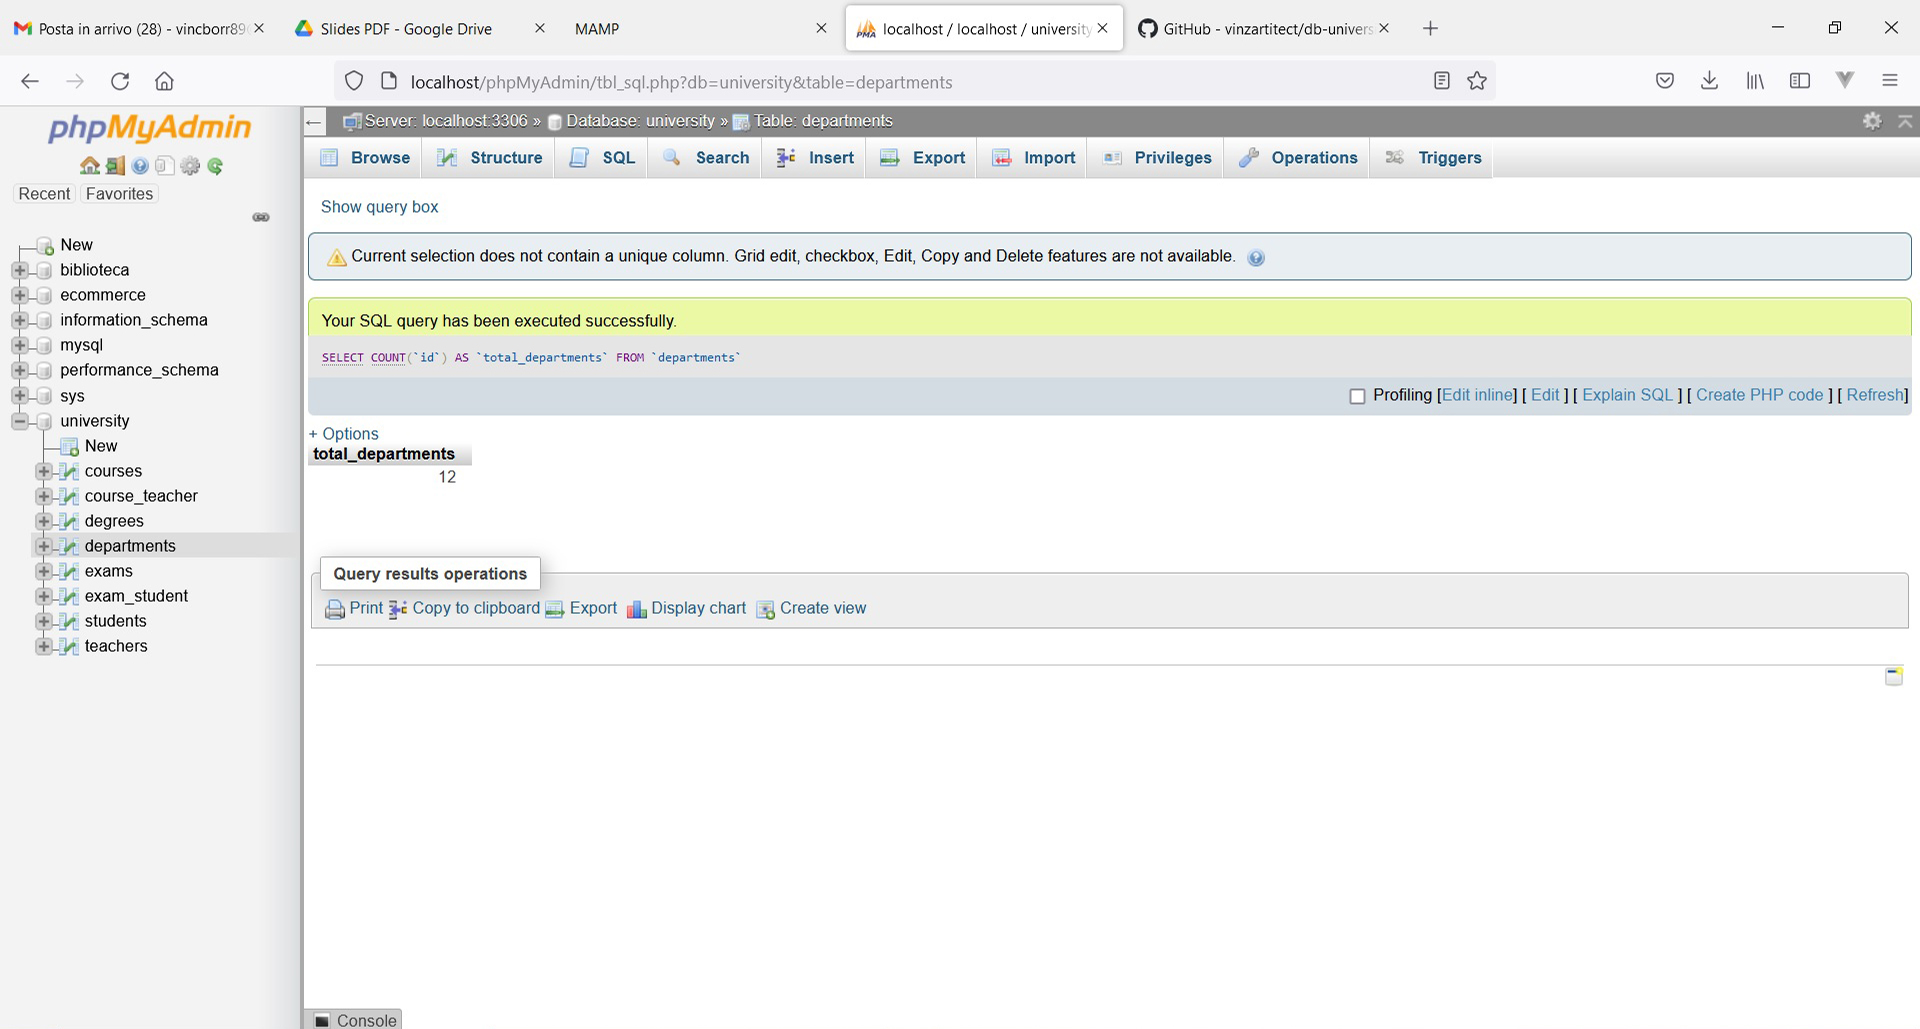 Posta in arrivo (28) - vincborr89
Slides PDF - Google Drive
MAMP
localhost / localhost / university
GitHub - vinzartitect/db-univers
localhost/phpMyAdmin/tbl_sql.php?db=university&table=departments
phpMyAdmin
Recent
Favorites
New
biblioteca
ecommerce
information_schema
mysql
performance_schema
sys
university
New
courses
course_teacher
degrees
departments
exams
exam_student
students
teachers
Server: localhost:3306 » Database: university » Table: departments
Browse
Structure
SQL
Search
Insert
Export
Import
Privileges
Operations
Triggers
Show query box
Current selection does not contain a unique column. Grid edit, checkbox, Edit, Copy and Delete features are not available.
Your SQL query has been executed successfully.
SELECT COUNT(`id`) AS `total_departments` FROM `departments`
Profiling [Edit inline] [ Edit ] [ Explain SQL ] [ Create PHP code ] [ Refresh]
+ Options
total_departments
12
Query results operations
Print
Copy to clipboard
Export
Display chart
Create view
Console